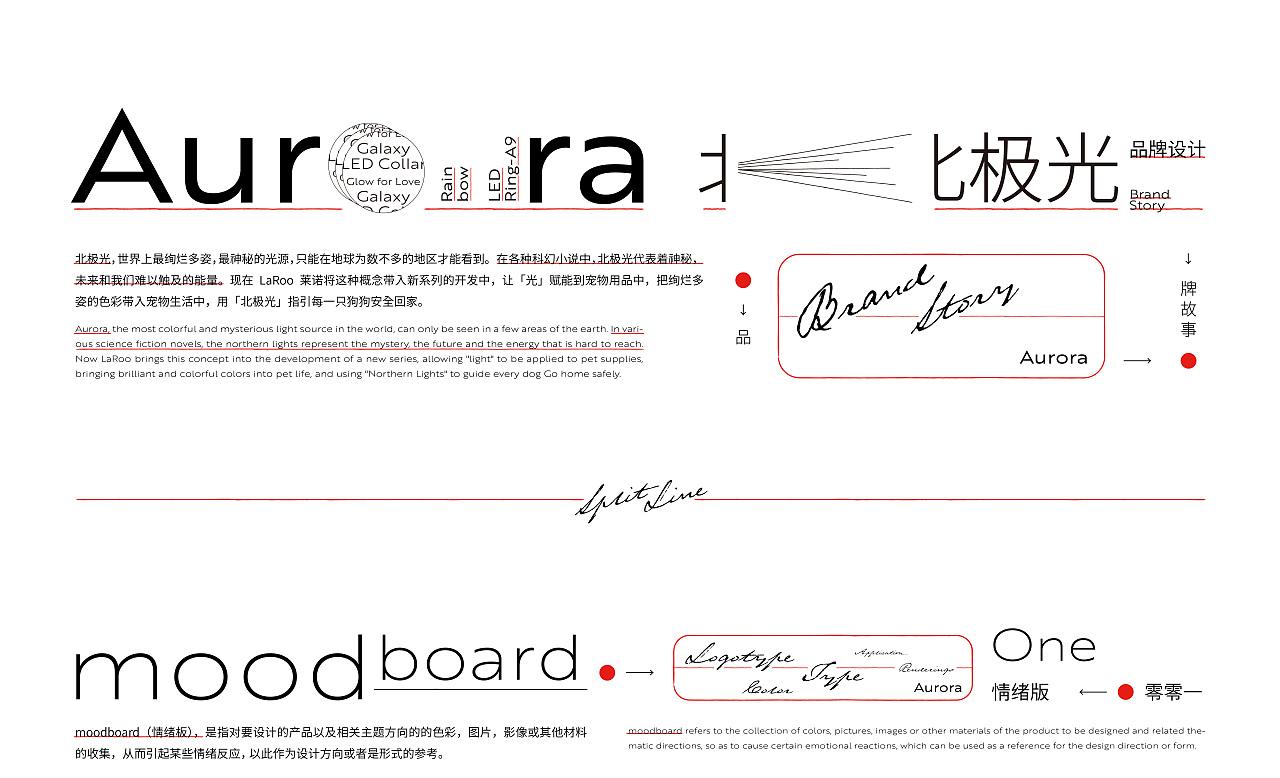 Aurora
Galaxy
LED Collar
Glow for Love
Galaxy
Rain
bow
LED
Ring-A9
北极光
品牌设计
Brand
Story
北极光，世界上最绚烂多姿，最神秘的光源，只能在地球为数不多的地区才能看到。在各种科幻小说中，北极光代表着神秘，
未来和我们难以触及的能量。现在 LaRoo 莱诺将这种概念带入新系列的开发中，让「光」赋能到宠物用品中，把绚烂多
姿的色彩带入宠物生活中，用「北极光」指引每一只狗狗安全回家。
Aurora, the most colorful and mysterious light source in the world, can only be seen in a few areas of the earth. In vari-
ous science fiction novels, the northern lights represent the mystery, the future and the energy that is hard to reach.
Now LaRoo brings this concept into the development of a new series, allowing "light" to be applied to pet supplies,
bringing brilliant and colorful colors into pet life, and using "Northern Lights" to guide every dog Go home safely.
↓
品
Brand
Story
Aurora
→
↓
牌故事
Split Line
moodboard
→
Logotype
Type
Color
Application
Renderings
Aurora
One
情绪版 ← 零零一
moodboard（情绪板），是指对要设计的产品以及相关主题方向的的色彩，图片，影像或其他材料
的收集，从而引起某些情绪反应，以此作为设计方向或者是形式的参考。
moodboard refers to the collection of colors, pictures, images or other materials of the product to be designed and related the-
matic directions, so as to cause certain emotional reactions, which can be used as a reference for the design direction or form.